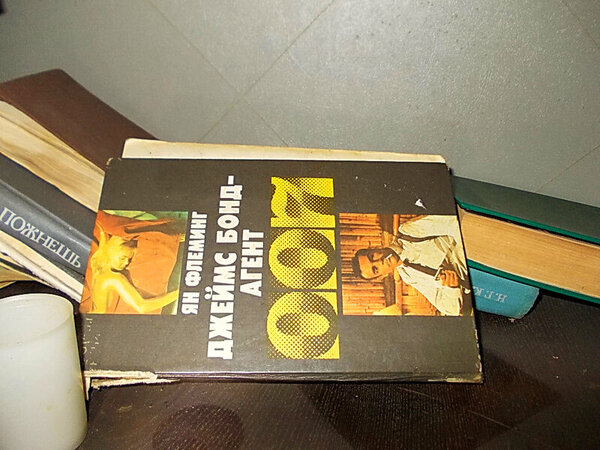 ЯН ФЛЕМИНГ
ДЖЕЙМС БОНД-
АГЕНТ
007
ПОЖНЕШЬ